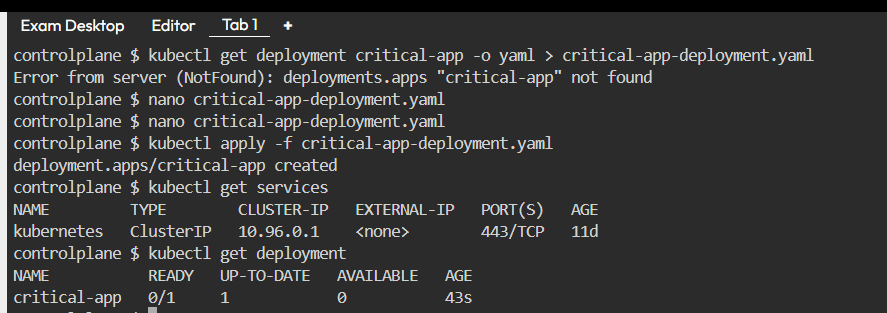 Exam Desktop Editor Tab 1 +
controlplane $ kubectl get deployment critical-app -o yaml > critical-app-deployment.yaml
Error from server (NotFound): deployments.apps "critical-app" not found
controlplane $ nano critical-app-deployment.yaml
controlplane $ nano critical-app-deployment.yaml
controlplane $ kubectl apply -f critical-app-deployment.yaml
deployment.apps/critical-app created
controlplane $ kubectl get services
NAME TYPE CLUSTER-IP EXTERNAL-IP PORT(S) AGE
kubernetes ClusterIP 10.96.0.1 <none> 443/TCP 11d
controlplane $ kubectl get deployment
NAME READY UP-TO-DATE AVAILABLE AGE
critical-app 0/1 1 0 43s